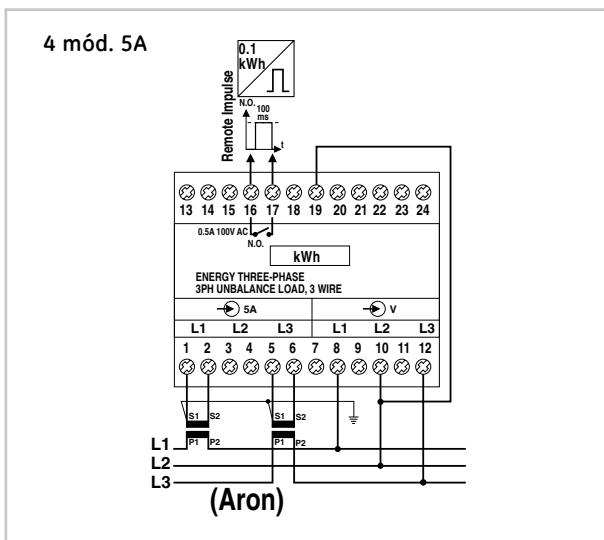 4 mód. 5A
0.1
kWh
Remote Impulse
N.O. 100
ms
t
13 14 15 16 17 18 19 20 21 22 23 24
0.5A 100V AC
N.O.
kWh
ENERGY THREE-PHASE
3PH UNBALANCE LOAD, 3 WIRE
5A V
L1 L2 L3 L1 L2 L3
1 2 3 4 5 6 7 8 9 10 11 12
S1 S2 S1 S2
P1 P2 P1 P2
L1
L2
L3
(Aron)